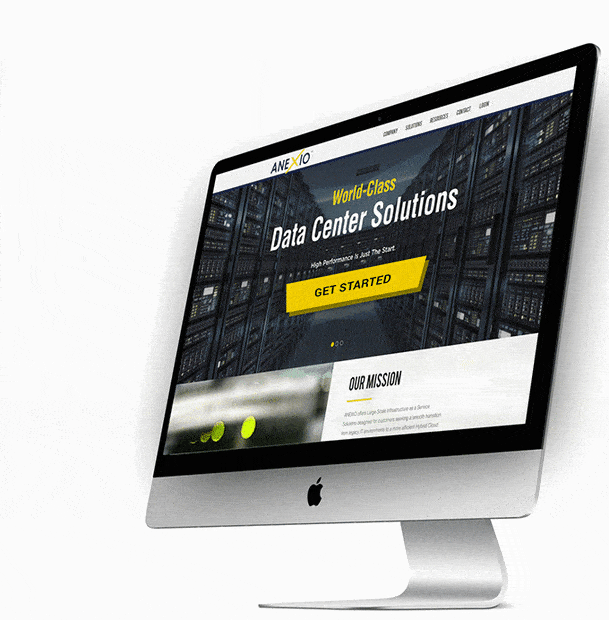 ANEXIO
COMPANY SOLUTIONS RESOURCES CONTACT LOGIN
World-Class
Data Center Solutions
High Performance Is Just The Start.
GET STARTED
OUR MISSION
ANEXIO offers Large Scale Infrastructure as a Service
Solutions designed for customers seeking a smooth transition
from legacy IT environments to a more efficient Hybrid Cloud